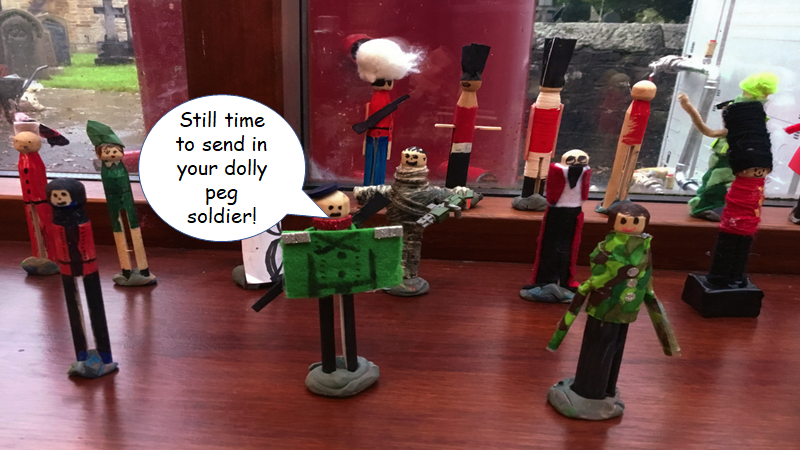 Still time
to send in
your dolly
peg
soldier!